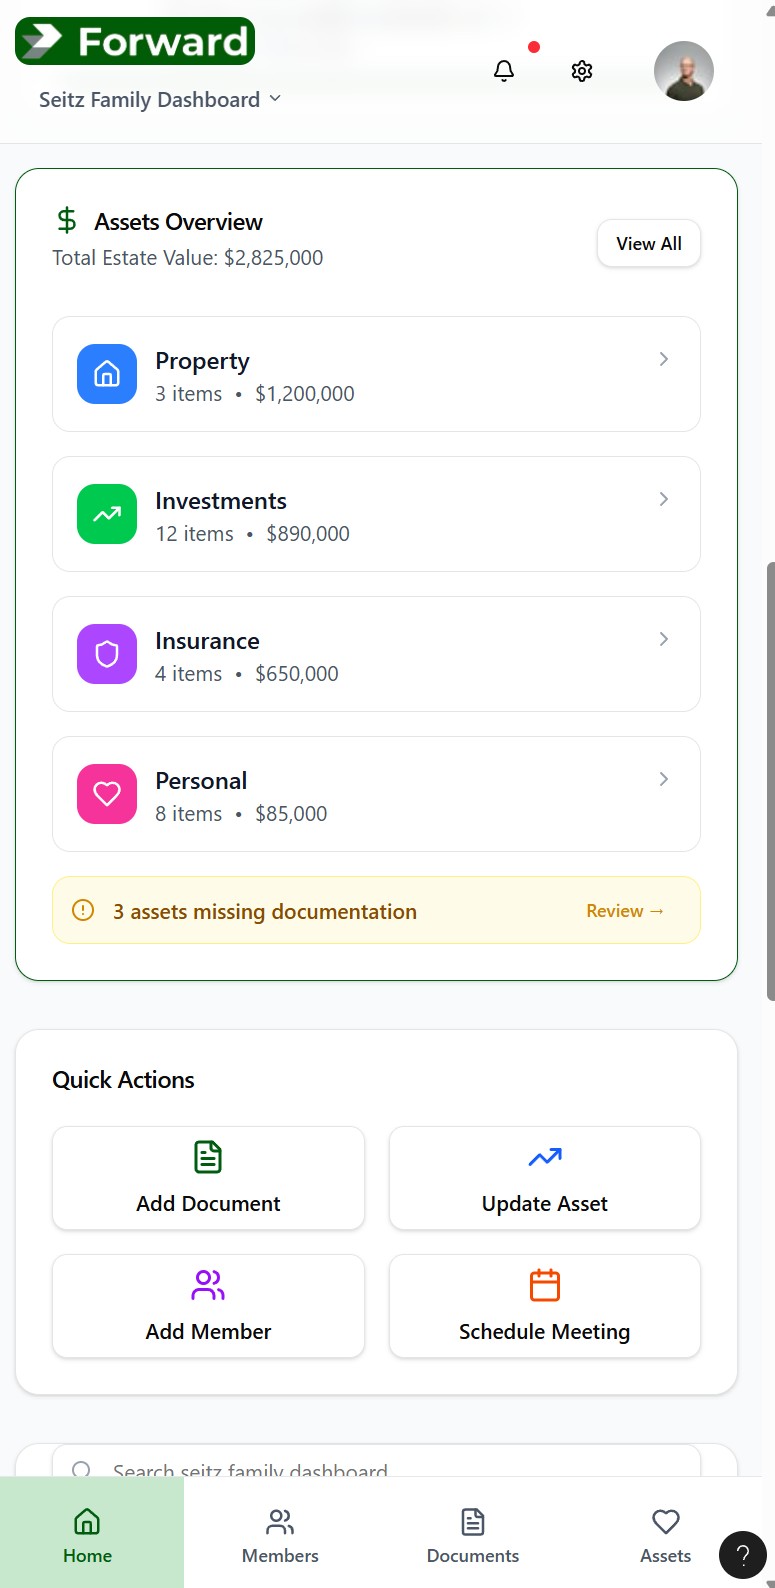 Forward
Seitz Family Dashboard
Assets Overview
Total Estate Value: $2,825,000
View All
Property
3 items • $1,200,000
Investments
12 items • $890,000
Insurance
4 items • $650,000
Personal
8 items • $85,000
3 assets missing documentation
Review →
Quick Actions
Add Document
Update Asset
Add Member
Schedule Meeting
Search seitz family dashboard
Home
Members
Documents
Assets
?